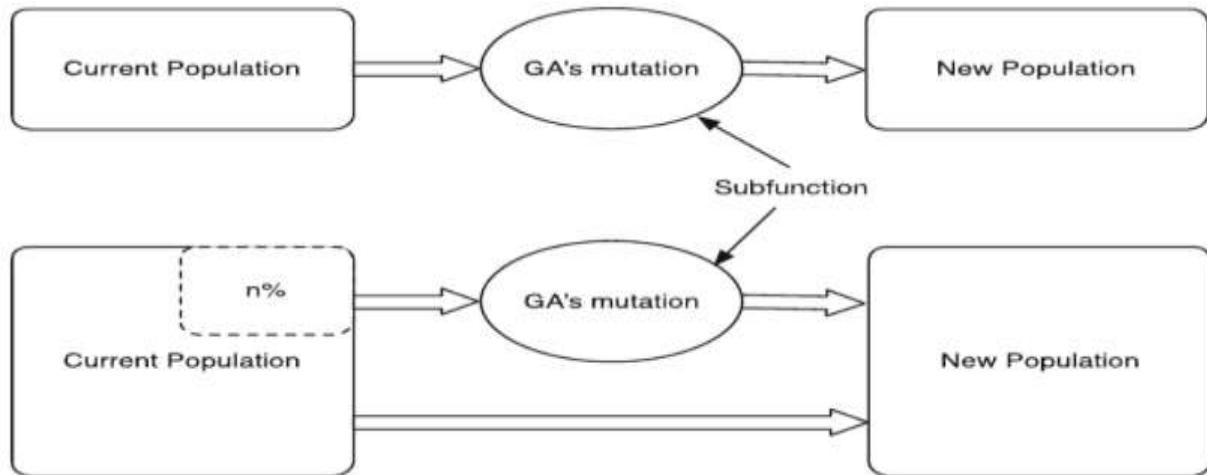 Current Population
GA's mutation
New Population
Subfunction
n%
GA's mutation
Current Population
New Population